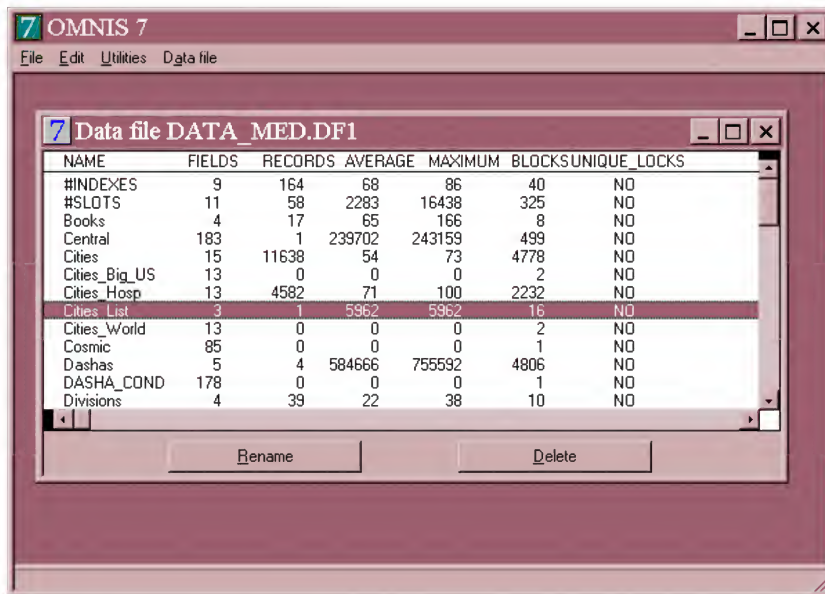 7 OMNIS 7
File Edit Utilities Data file
7 Data file DATA_MED.DF1
NAME FIELDS RECORDS AVERAGE MAXIMUM BLOCKS UNIQUE_LOCKS
#INDEXES 9 164 68 86 40 NO
#SLOTS 11 58 2283 16438 325 NO
Books 4 17 65 166 8 NO
Central 183 1 239702 243159 499 NO
Cities 15 11638 54 73 4778 NO
Cities_Big_US 13 0 0 0 2 NO
Cities_Hosp 13 4582 71 100 2232 NO
Cities_List 3 1 5962 5962 16 NO
Cities_World 13 0 0 0 2 NO
Cosmic 85 0 0 0 1 NO
Dashas 5 4 584666 755592 4806 NO
DASHA_COND 178 0 0 0 1 NO
Divisions 4 39 22 38 10 NO
Rename Delete